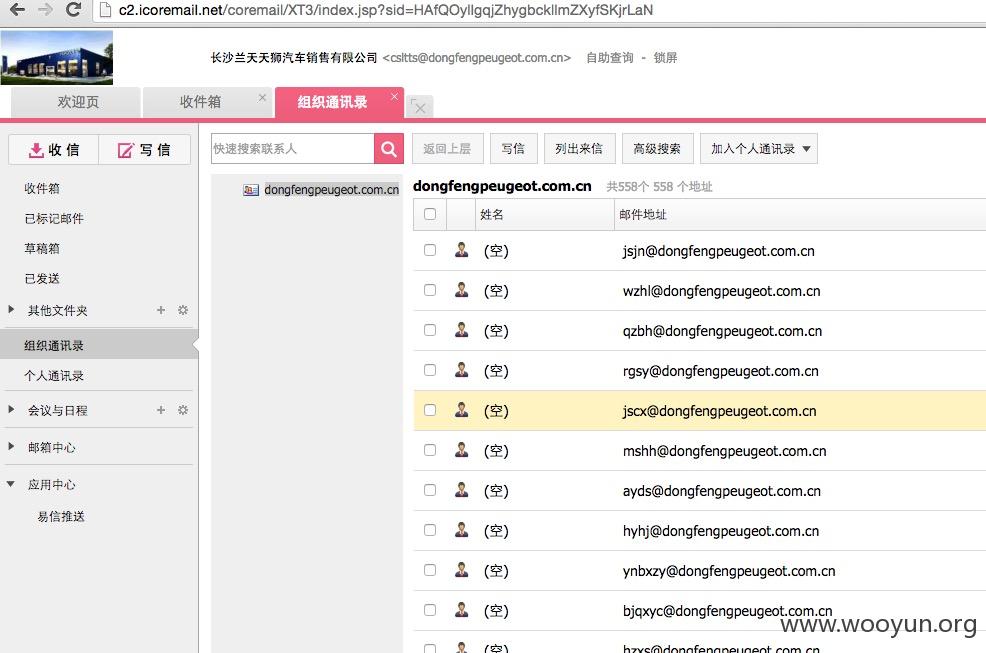 c2.icoremail.net/coremail/XT3/index.jsp?sid=HAfQOyllgqjZhygbckllmZXyfSKjrLaN
长沙兰天天狮汽车销售有限公司 <csltts@dongfengpeugeot.com.cn> 自助查询 - 锁屏
欢迎页 收件箱 组织通讯录
收信 写信
快速搜索联系人
返回上层 写信 列出来信 高级搜索 加入个人通讯录
收件箱
已标记邮件
草稿箱
已发送
其他文件夹
组织通讯录
个人通讯录
会议与日程
邮箱中心
应用中心
易信推送
dongfengpeugeot.com.cn
dongfengpeugeot.com.cn 共558个 558 个地址
姓名 邮件地址
(空) jsjn@dongfengpeugeot.com.cn
(空) wzhl@dongfengpeugeot.com.cn
(空) qzbh@dongfengpeugeot.com.cn
(空) rgsy@dongfengpeugeot.com.cn
(空) jscx@dongfengpeugeot.com.cn
(空) mshh@dongfengpeugeot.com.cn
(空) ayds@dongfengpeugeot.com.cn
(空) hyhj@dongfengpeugeot.com.cn
(空) ynbxzy@dongfengpeugeot.com.cn
(空) bjqxyc@dongfengpeugeot.com.cn
(空) bzxs@dongfengpeugeot.com.cn
www.wooyun.org